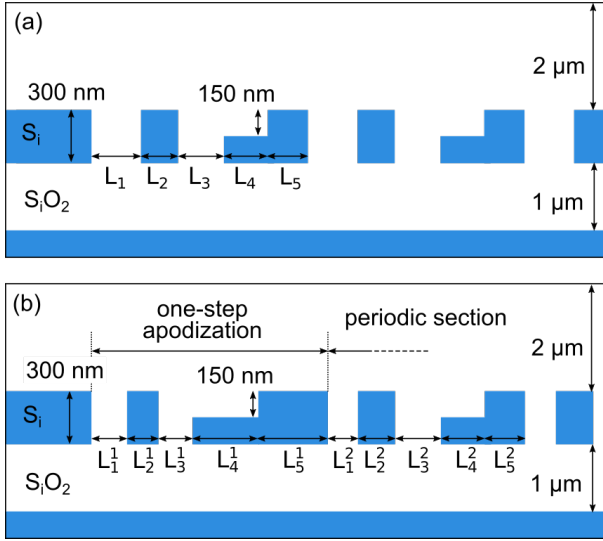 (a)
2 μm
300 nm
150 nm
Si
L1 L2 L3 L4 L5
SiO2
1 μm
(b)
one-step
apodization
periodic section
2 μm
300 nm
150 nm
Si
L₁¹ L₂¹ L₃¹ L₄¹ L₅¹ L₁² L₂² L₃² L₄² L₅²
SiO2
1 μm